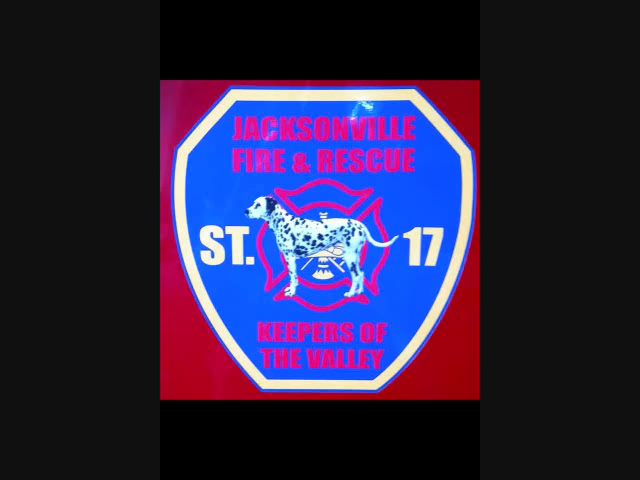 JACKSONVILLE
FIRE & RESCUE
ST. 17
KEEPERS OF
THE VALLEY